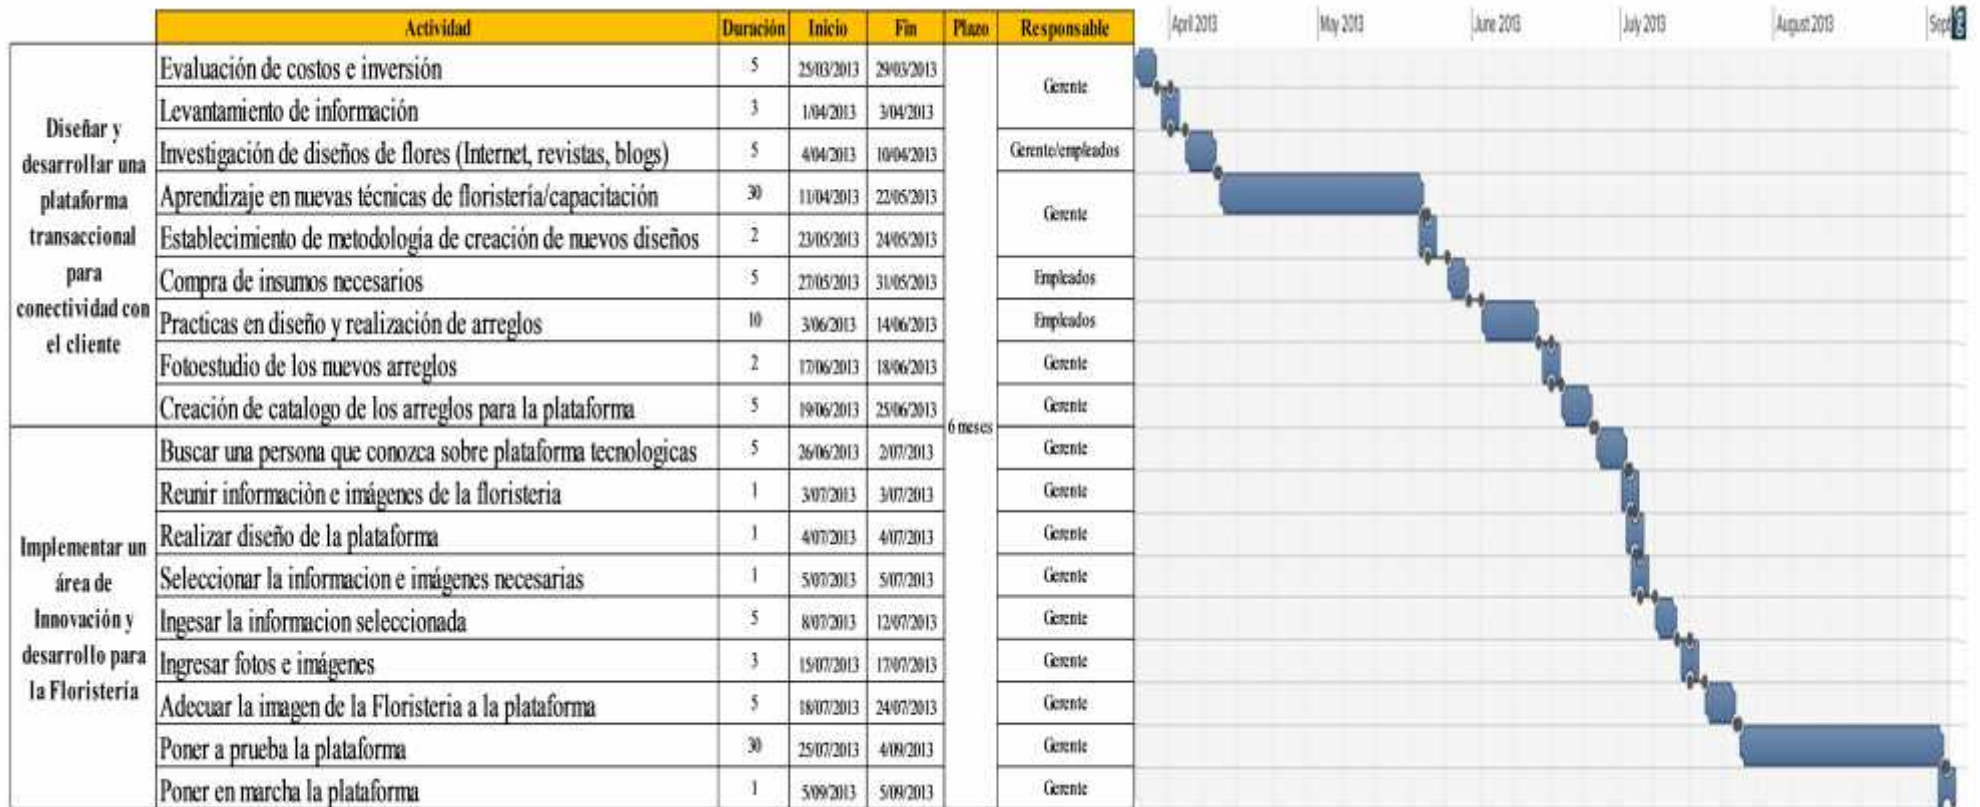 Actividad Duración Inicio Fin Plazo Responsable April 2013 May 2013 June 2013 July 2013 August 2013 Sept
Diseñar y
desarrollar una
plataforma
transaccional
para
conectividad con
el cliente
Evaluación de costos e inversión 5 25/03/2013 29/03/2013
Gerente
Levantamiento de información 3 1/04/2013 3/04/2013
Investigación de diseños de flores (Internet, revistas, blogs) 5 4/04/2013 10/04/2013 Gerente/empleados
Aprendizaje en nuevas técnicas de floristería/capacitación 30 11/04/2013 22/05/2013
Gerente
Establecimiento de metodología de creación de nuevos diseños 2 23/05/2013 24/05/2013
Compra de insumos necesarios 5 27/05/2013 31/05/2013 Empleados
Practicas en diseño y realización de arreglos 10 3/06/2013 14/06/2013 Empleados
Fotoestudio de los nuevos arreglos 2 17/06/2013 18/06/2013 Gerente
Creación de catalogo de los arreglos para la plataforma 5 19/06/2013 25/06/2013 Gerente
6 meses
Implementar un
área de
Innovación y
desarrollo para
la Floristería
Buscar una persona que conozca sobre plataforma tecnologicas 5 26/06/2013 2/07/2013 Gerente
Reunir informaciòn e imágenes de la floristeria 1 3/07/2013 3/07/2013 Gerente
Realizar diseño de la plataforma 1 4/07/2013 4/07/2013 Gerente
Seleccionar la informacion e imágenes necesarias 1 5/07/2013 5/07/2013 Gerente
Ingesar la informacion seleccionada 5 8/07/2013 12/07/2013 Gerente
Ingresar fotos e imágenes 3 15/07/2013 17/07/2013 Gerente
Adecuar la imagen de la Floristeria a la plataforma 5 18/07/2013 24/07/2013 Gerente
Poner a prueba la plataforma 30 25/07/2013 4/09/2013 Gerente
Poner en marcha la plataforma 1 5/09/2013 5/09/2013 Gerente